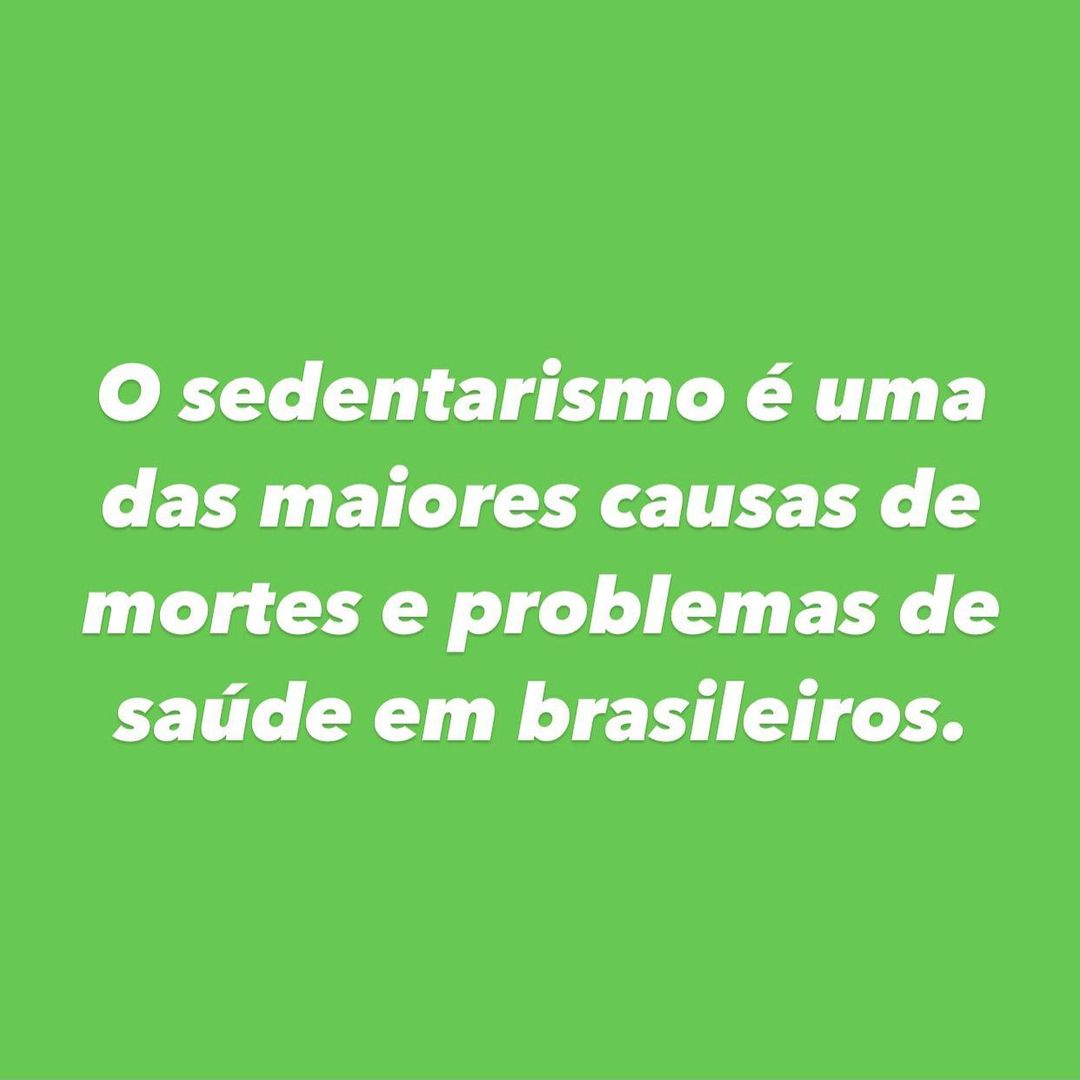 O sedentarismo é uma
das maiores causas de
mortes e problemas de
saúde em brasileiros.